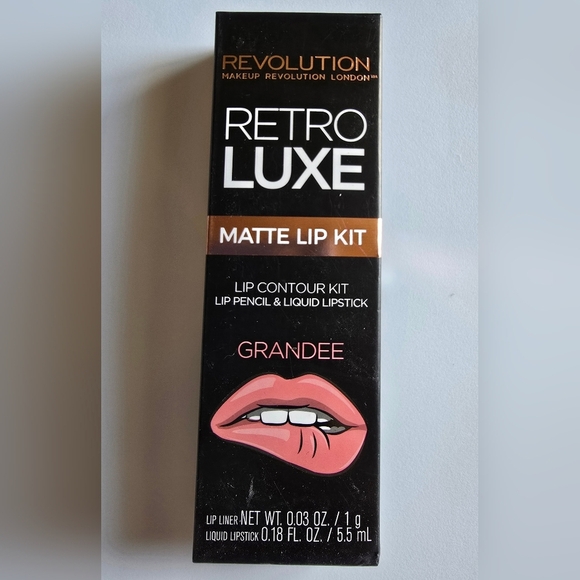 REVOLUTION
MAKEUP REVOLUTION LONDON
RETRO
LUXE
MATTE LIP KIT
LIP CONTOUR KIT
LIP PENCIL & LIQUID LIPSTICK
GRANDEE
LIP LINER NET WT. 0.03 OZ. / 1 g
LIQUID LIPSTICK 0.18 FL. OZ. / 5.5 mL